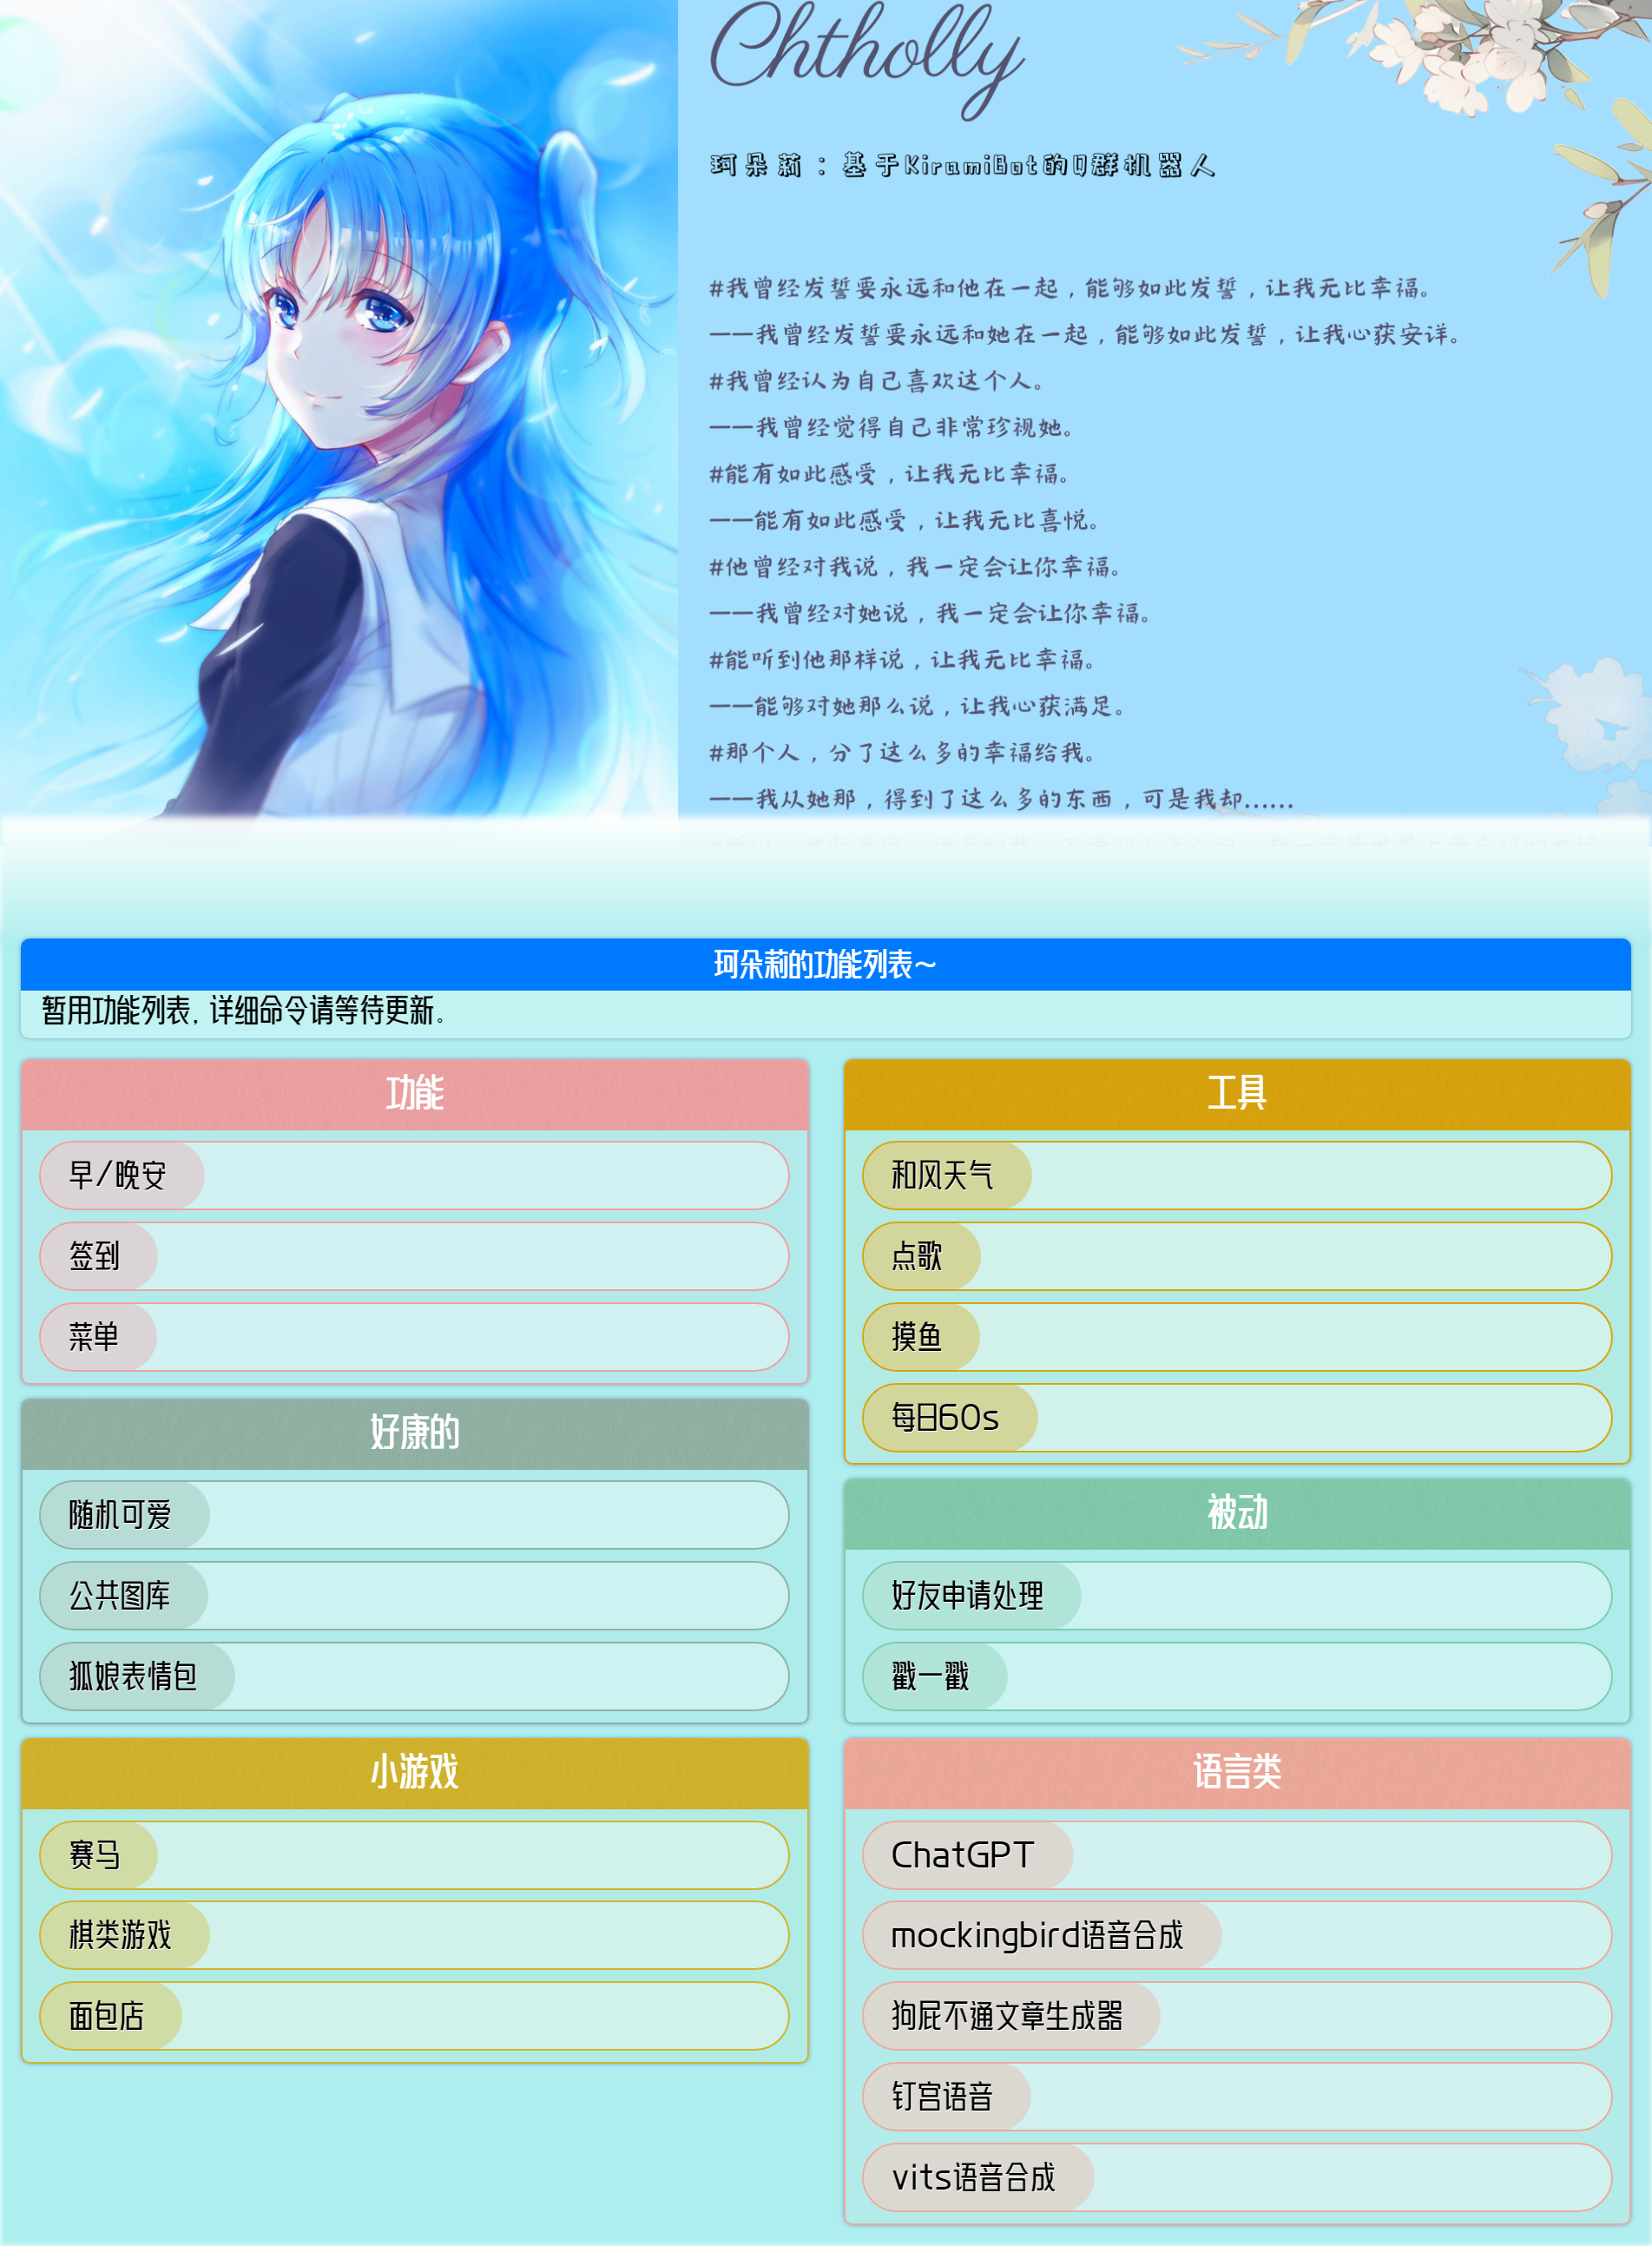 Chtholly
珂朵莉：基于KiramiBot的Q群机器人
#我曾经发誓要永远和他在一起，能够如此发誓，让我无比幸福。
——我曾经发誓要永远和她在一起，能够如此发誓，让我心获安详。
#我曾经认为自己喜欢这个人。
——我曾经觉得自己非常珍视她。
#能有如此感受，让我无比幸福。
——能有如此感受，让我无比喜悦。
#他曾经对我说，我一定会让你幸福。
——我曾经对她说，我一定会让你幸福。
#能听到他那样说，让我无比幸福。
——能够对她那么说，让我心获满足。
#那个人，分了这么多的幸福给我。
——我从她那，得到了这么多的东西，可是我却……
珂朵莉的功能列表~
暂用功能列表, 详细命令请等待更新。
功能
早/晚安
签到
菜单
好康的
随机可爱
公共图库
狐娘表情包
小游戏
赛马
棋类游戏
面包店
工具
和风天气
点歌
摸鱼
每日60s
被动
好友申请处理
戳一戳
语言类
ChatGPT
mockingbird语音合成
狗屁不通文章生成器
钉宫语音
vits语音合成